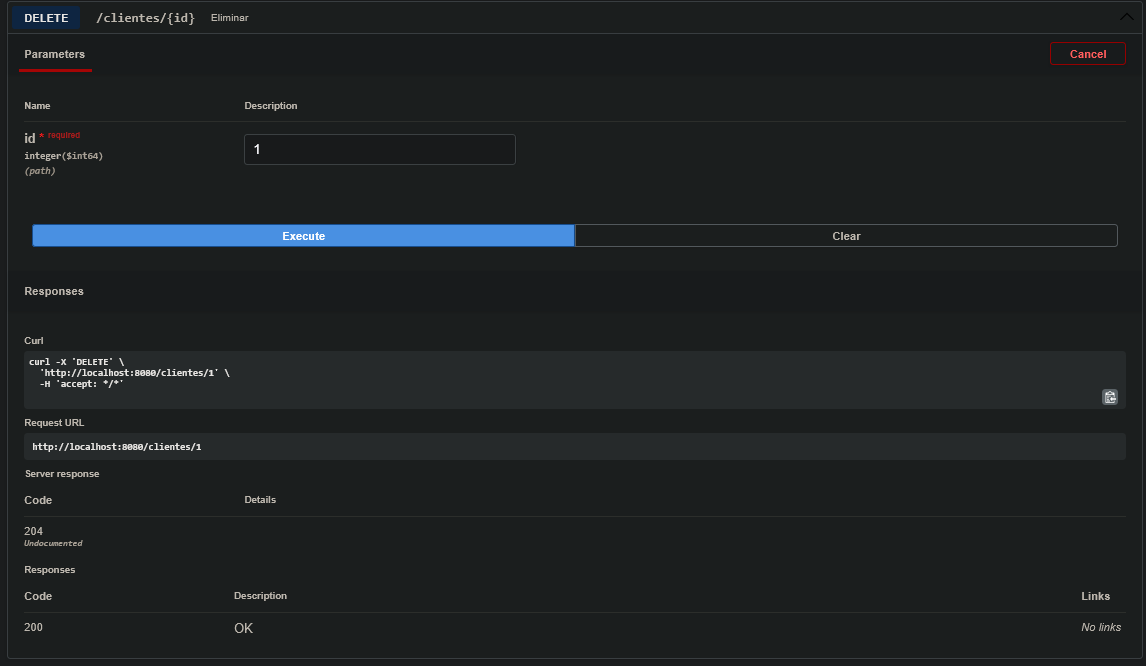 DELETE /clientes/{id} Eliminar
Parameters
Cancel
Name Description
id * required
integer($int64)
(path)
1
Execute Clear
Responses
Curl
curl -X 'DELETE' \
'http://localhost:8080/clientes/1' \
-H 'accept: */*'
Request URL
http://localhost:8080/clientes/1
Server response
Code Details
204
Undocumented
Responses
Code Description Links
200 OK No links